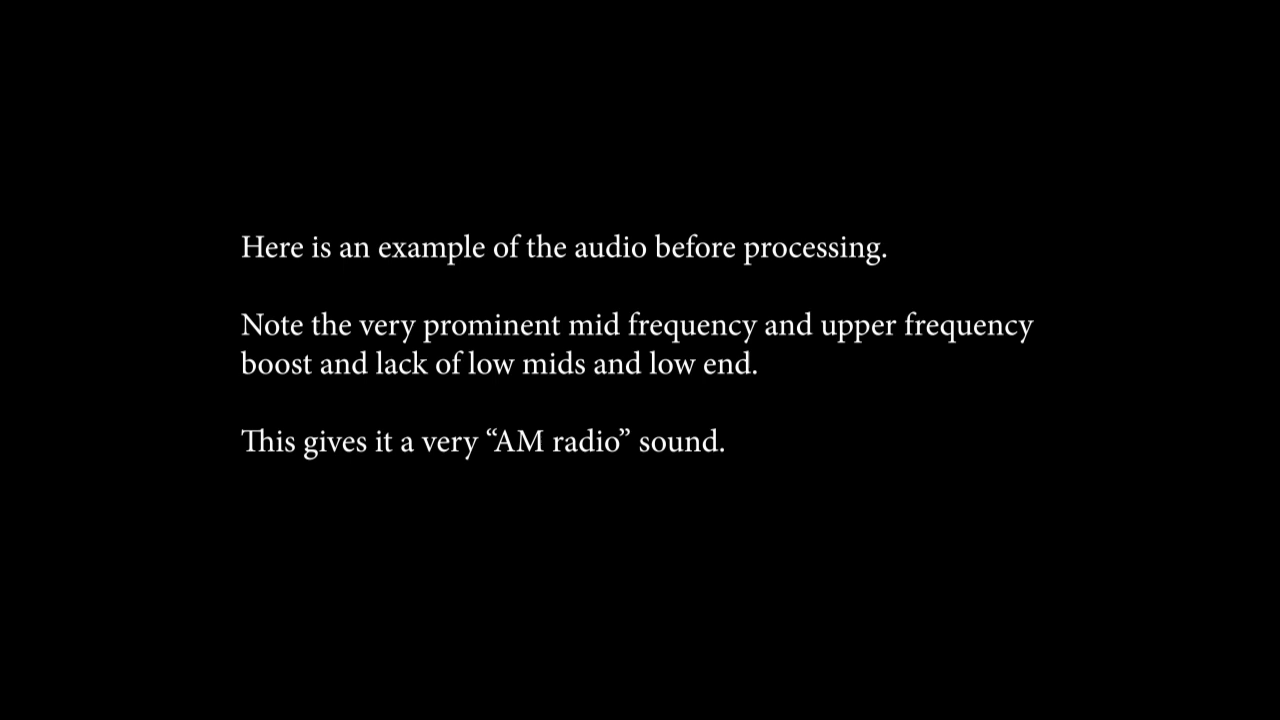 Here is an example of the audio before processing.
Note the very prominent mid frequency and upper frequency
boost and lack of low mids and low end.
This gives it a very “AM radio” sound.